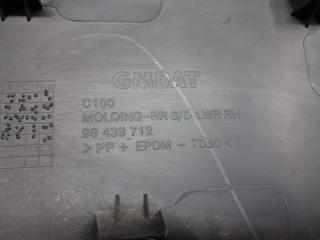 GMDAT
C100
MOLDING-RR S/D LWR RH
96 439 712
> PP + EPDM - TD30 <